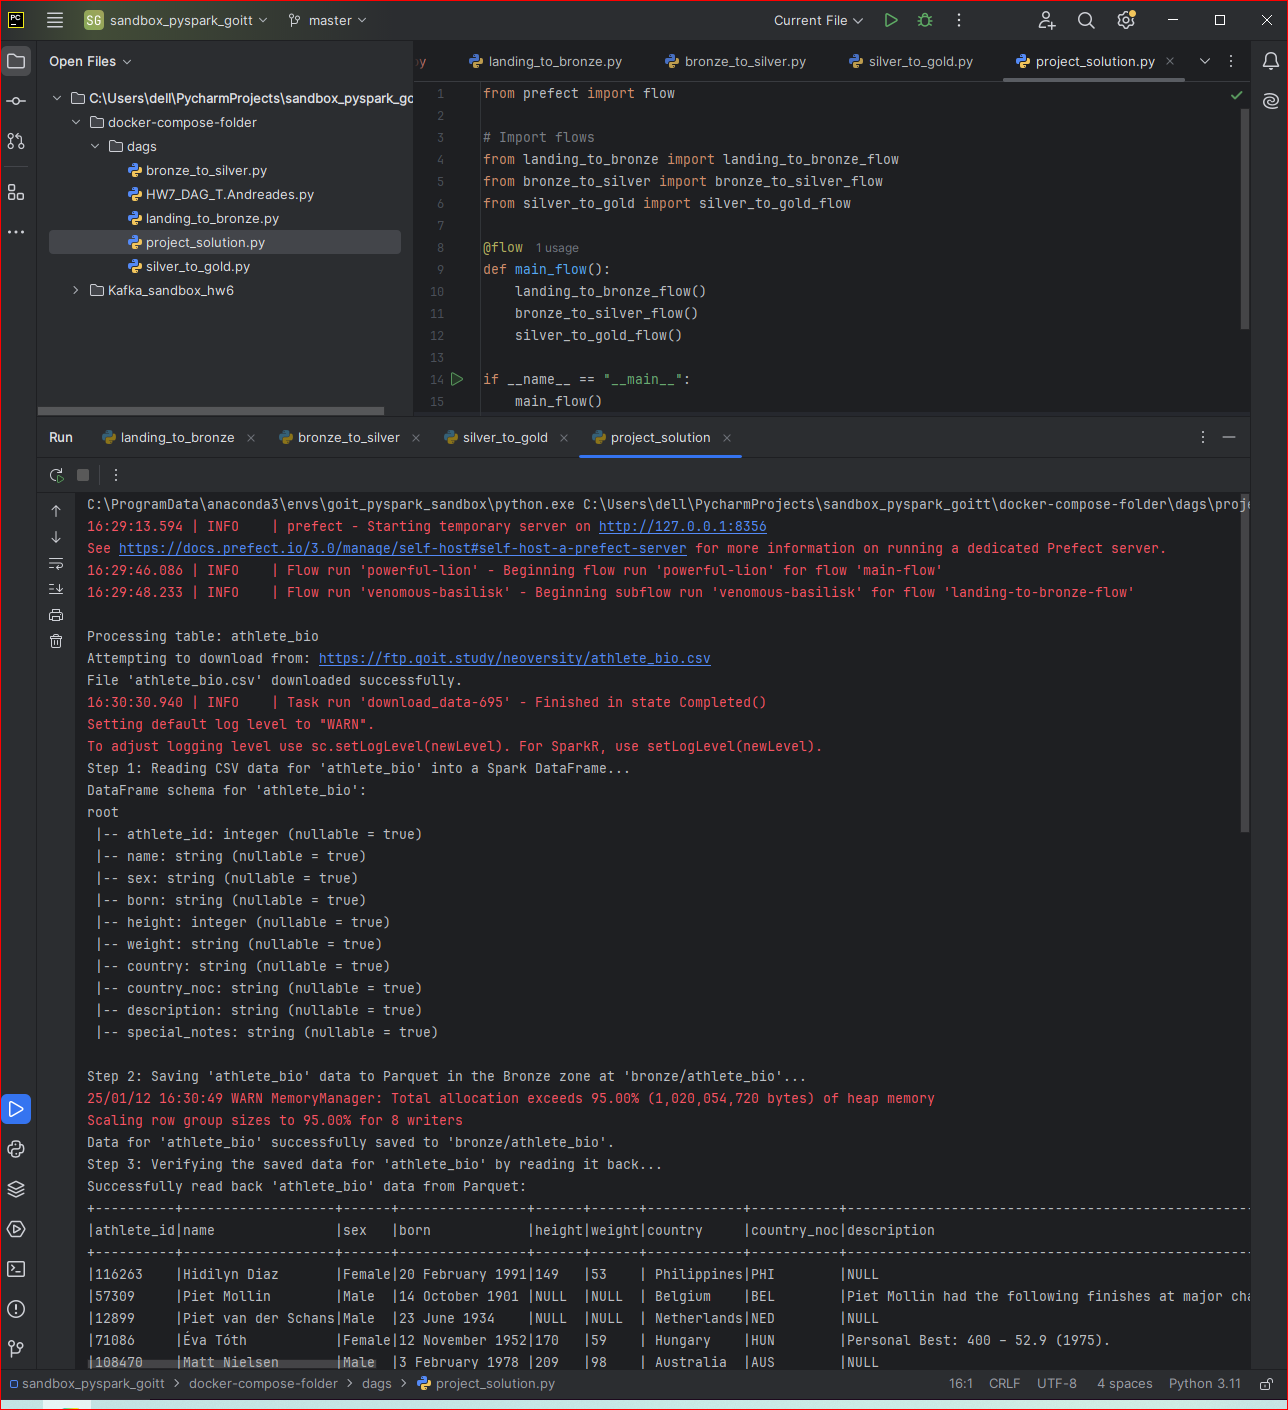 PC
SG sandbox_pyspark_goitt master Current File
Open Files
C:\Users\dell\PycharmProjects\sandbox_pyspark_go
docker-compose-folder
dags
bronze_to_silver.py
HW7_DAG_T.Andreades.py
landing_to_bronze.py
project_solution.py
silver_to_gold.py
Kafka_sandbox_hw6
py landing_to_bronze.py bronze_to_silver.py silver_to_gold.py project_solution.py
1 from prefect import flow
2
3 # Import flows
4 from landing_to_bronze import landing_to_bronze_flow
5 from bronze_to_silver import bronze_to_silver_flow
6 from silver_to_gold import silver_to_gold_flow
7
8 @flow 1 usage
9 def main_flow():
10 landing_to_bronze_flow()
11 bronze_to_silver_flow()
12 silver_to_gold_flow()
13
14 if __name__ == "__main__":
15 main_flow()
Run landing_to_bronze bronze_to_silver silver_to_gold project_solution
C:\ProgramData\anaconda3\envs\goit_pyspark_sandbox\python.exe C:\Users\dell\PycharmProjects\sandbox_pyspark_goitt\docker-compose-folder\dags\proje
16:29:13.594 | INFO    | prefect - Starting temporary server on http://127.0.0.1:8356
See https://docs.prefect.io/3.0/manage/self-host#self-host-a-prefect-server for more information on running a dedicated Prefect server.
16:29:46.086 | INFO    | Flow run 'powerful-lion' - Beginning flow run 'powerful-lion' for flow 'main-flow'
16:29:48.233 | INFO    | Flow run 'venomous-basilisk' - Beginning subflow run 'venomous-basilisk' for flow 'landing-to-bronze-flow'
Processing table: athlete_bio
Attempting to download from: https://ftp.goit.study/neoversity/athlete_bio.csv
File 'athlete_bio.csv' downloaded successfully.
16:30:30.940 | INFO    | Task run 'download_data-695' - Finished in state Completed()
Setting default log level to "WARN".
To adjust logging level use sc.setLogLevel(newLevel). For SparkR, use setLogLevel(newLevel).
Step 1: Reading CSV data for 'athlete_bio' into a Spark DataFrame...
DataFrame schema for 'athlete_bio':
root
 |-- athlete_id: integer (nullable = true)
 |-- name: string (nullable = true)
 |-- sex: string (nullable = true)
 |-- born: string (nullable = true)
 |-- height: integer (nullable = true)
 |-- weight: string (nullable = true)
 |-- country: string (nullable = true)
 |-- country_noc: string (nullable = true)
 |-- description: string (nullable = true)
 |-- special_notes: string (nullable = true)
Step 2: Saving 'athlete_bio' data to Parquet in the Bronze zone at 'bronze/athlete_bio'...
25/01/12 16:30:49 WARN MemoryManager: Total allocation exceeds 95.00% (1,020,054,720 bytes) of heap memory
Scaling row group sizes to 95.00% for 8 writers
Data for 'athlete_bio' successfully saved to 'bronze/athlete_bio'.
Step 3: Verifying the saved data for 'athlete_bio' by reading it back...
Successfully read back 'athlete_bio' data from Parquet:
+----------+-------------------+------+----------------+------+------+------------+-----------+--------------------------------------------------
|athlete_id|name               |sex   |born            |height|weight|country     |country_noc|description
+----------+-------------------+------+----------------+------+------+------------+-----------+--------------------------------------------------
|116263    |Hidilyn Diaz       |Female|20 February 1991|149   |53    | Philippines|PHI        |NULL
|57309     |Piet Mollin        |Male  |14 October 1901 |NULL  |NULL  | Belgium    |BEL        |Piet Mollin had the following finishes at major cha
|12899     |Piet van der Schans|Male  |23 June 1934    |NULL  |NULL  | Netherlands|NED        |NULL
|71086     |Éva Tóth           |Female|12 November 1952|170   |59    | Hungary    |HUN        |Personal Best: 400 – 52.9 (1975).
|108470    |Matt Nielsen       |Male  |3 February 1978 |209   |98    | Australia  |AUS        |NULL
sandbox_pyspark_goitt > docker-compose-folder > dags > project_solution.py 16:1 CRLF UTF-8 4 spaces Python 3.11